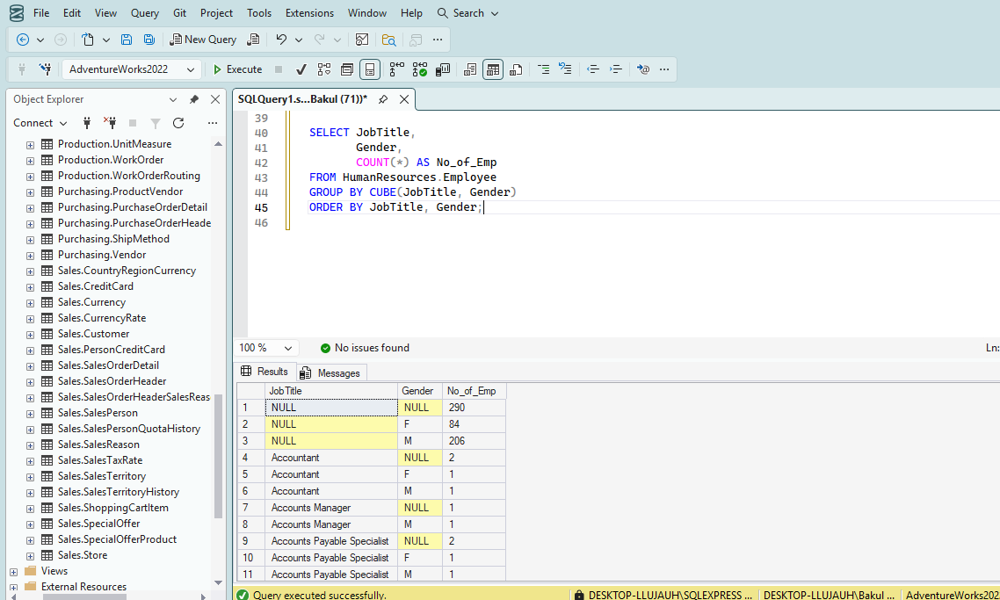 File Edit View Query Git Project Tools Extensions Window Help Search
New Query
AdventureWorks2022 Execute
Object Explorer
Connect
Production.UnitMeasure
Production.WorkOrder
Production.WorkOrderRouting
Purchasing.ProductVendor
Purchasing.PurchaseOrderDetail
Purchasing.PurchaseOrderHeade
Purchasing.ShipMethod
Purchasing.Vendor
Sales.CountryRegionCurrency
Sales.CreditCard
Sales.Currency
Sales.CurrencyRate
Sales.Customer
Sales.PersonCreditCard
Sales.SalesOrderDetail
Sales.SalesOrderHeader
Sales.SalesOrderHeaderSalesReas
Sales.SalesPerson
Sales.SalesPersonQuotaHistory
Sales.SalesReason
Sales.SalesTaxRate
Sales.SalesTerritory
Sales.SalesTerritoryHistory
Sales.ShoppingCartItem
Sales.SpecialOffer
Sales.SpecialOfferProduct
Sales.Store
Views
External Resources
SQLQuery1.s...Bakul (71))*
39
40 SELECT JobTitle,
41 Gender,
42 COUNT(*) AS No_of_Emp
43 FROM HumanResources.Employee
44 GROUP BY CUBE(JobTitle, Gender)
45 ORDER BY JobTitle, Gender;
46
100 % No issues found Ln:
Results Messages
JobTitle Gender No_of_Emp
1 NULL NULL 290
2 NULL F 84
3 NULL M 206
4 Accountant NULL 2
5 Accountant F 1
6 Accountant M 1
7 Accounts Manager NULL 1
8 Accounts Manager M 1
9 Accounts Payable Specialist NULL 2
10 Accounts Payable Specialist F 1
11 Accounts Payable Specialist M 1
Query executed successfully. DESKTOP-LLUJAUH\SQLEXPRESS ... DESKTOP-LLUJAUH\Bakul ... AdventureWorks202